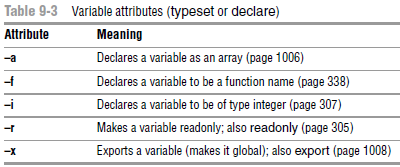 Table 9-3 Variable attributes (typeset or declare)
Attribute Meaning
–a Declares a variable as an array (page 1006)
–f Declares a variable to be a function name (page 338)
–i Declares a variable to be of type integer (page 307)
–r Makes a variable readonly; also readonly (page 305)
–x Exports a variable (makes it global); also export (page 1008)